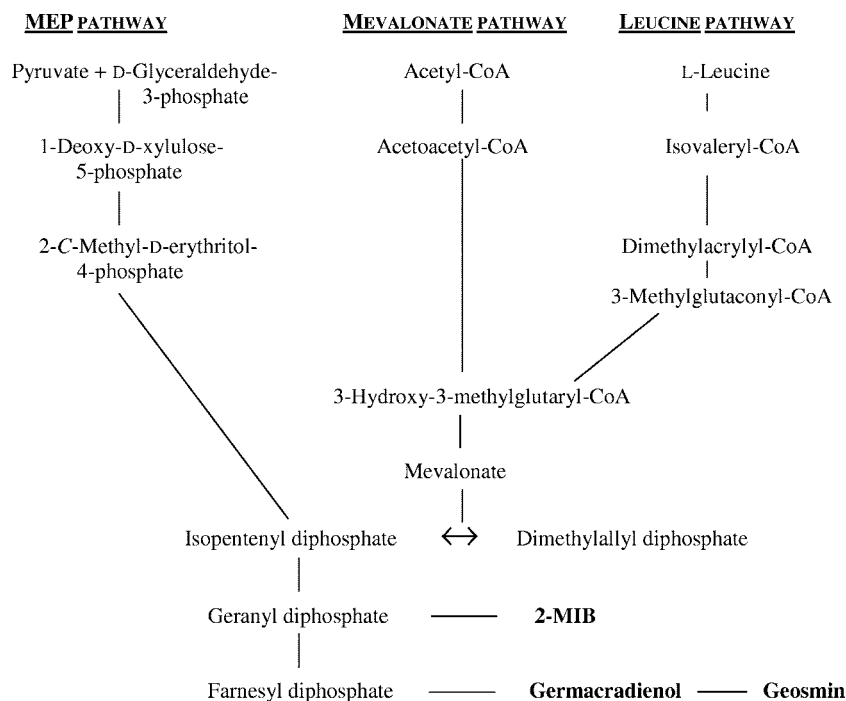 MEP PATHWAY
MEVALONATE PATHWAY
LEUCINE PATHWAY
Pyruvate + D-Glyceraldehyde-
3-phosphate
Acetyl-CoA
L-Leucine
1-Deoxy-D-xylulose-
5-phosphate
Acetoacetyl-CoA
Isovaleryl-CoA
2-C-Methyl-D-erythritol-
4-phosphate
Dimethylacrylyl-CoA
3-Methylglutaconyl-CoA
3-Hydroxy-3-methylglutaryl-CoA
Mevalonate
Isopentenyl diphosphate ↔ Dimethylallyl diphosphate
Geranyl diphosphate
2-MIB
Farnesyl diphosphate
Germacradienol
Geosmin